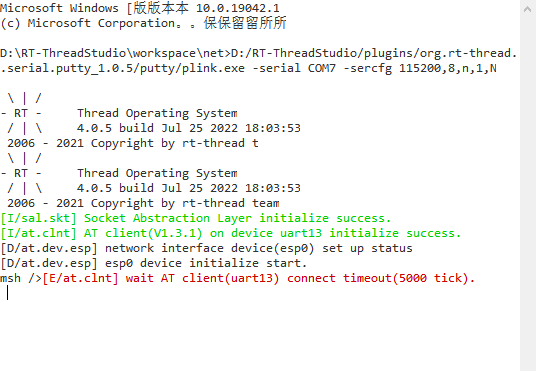 Microsoft Windows [版版本本 10.0.19042.1
(c) Microsoft Corporation。。保保留留所所

D:\RT-ThreadStudio\workspace\net>D:/RT-ThreadStudio/plugins/org.rt-thread.
.serial.putty_1.0.5/putty/plink.exe -serial COM7 -sercfg 115200,8,n,1,N

 \ | /
- RT -     Thread Operating System
 / | \     4.0.5 build Jul 25 2022 18:03:53
 2006 - 2021 Copyright by rt-thread t
 \ | /
- RT -     Thread Operating System
 / | \     4.0.5 build Jul 25 2022 18:03:53
 2006 - 2021 Copyright by rt-thread team
[I/sal.skt] Socket Abstraction Layer initialize success.
[I/at.clnt] AT client(V1.3.1) on device uart13 initialize success.
[D/at.dev.esp] network interface device(esp0) set up status
[D/at.dev.esp] esp0 device initialize start.
msh />[E/at.clnt] wait AT client(uart13) connect timeout(5000 tick).